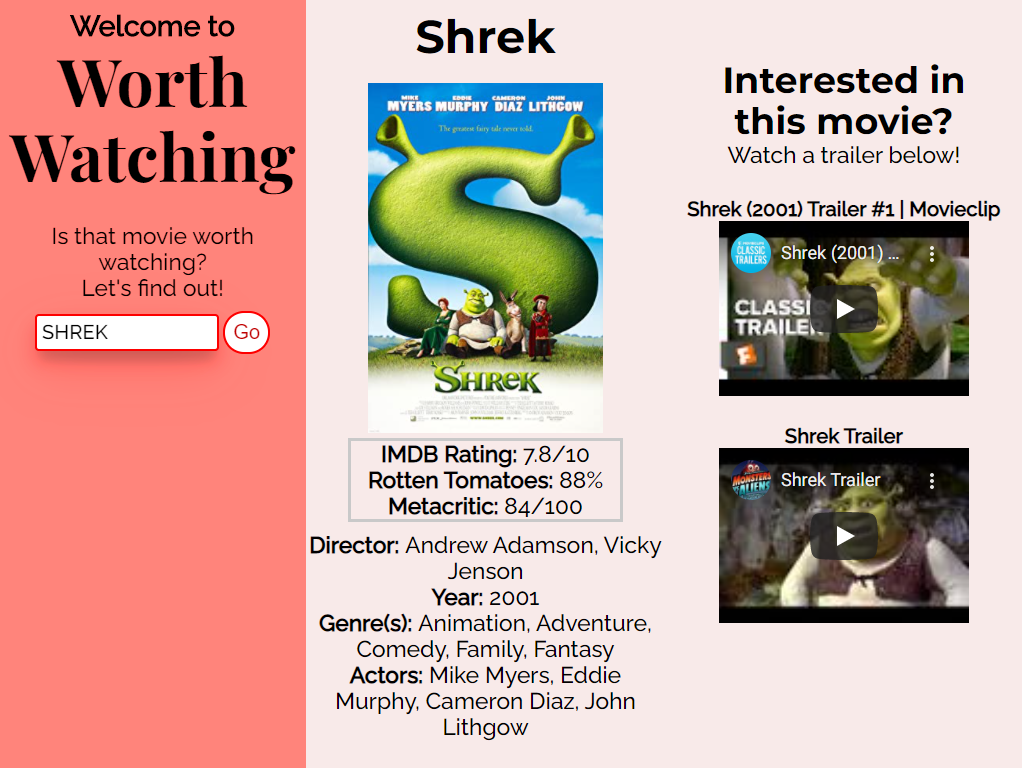 Welcome to
Worth
Watching
Is that movie worth
watching?
Let's find out!
SHREK
Go
Shrek
MIKE EDDIE CAMERON JOHN
MYERS MURPHY DIAZ LITHGOW
The greatest fairy tale never told.
SHREK
IMDB Rating: 7.8/10
Rotten Tomatoes: 88%
Metacritic: 84/100
Director: Andrew Adamson, Vicky
Jenson
Year: 2001
Genre(s): Animation, Adventure,
Comedy, Family, Fantasy
Actors: Mike Myers, Eddie
Murphy, Cameron Diaz, John
Lithgow
Interested in
this movie?
Watch a trailer below!
Shrek (2001) Trailer #1 | Movieclip
CLASSIC
TRAILERS
Shrek (2001) ...
CLASSI
TRAILER
Shrek Trailer
MONSTERS
ALIENS
Shrek Trailer